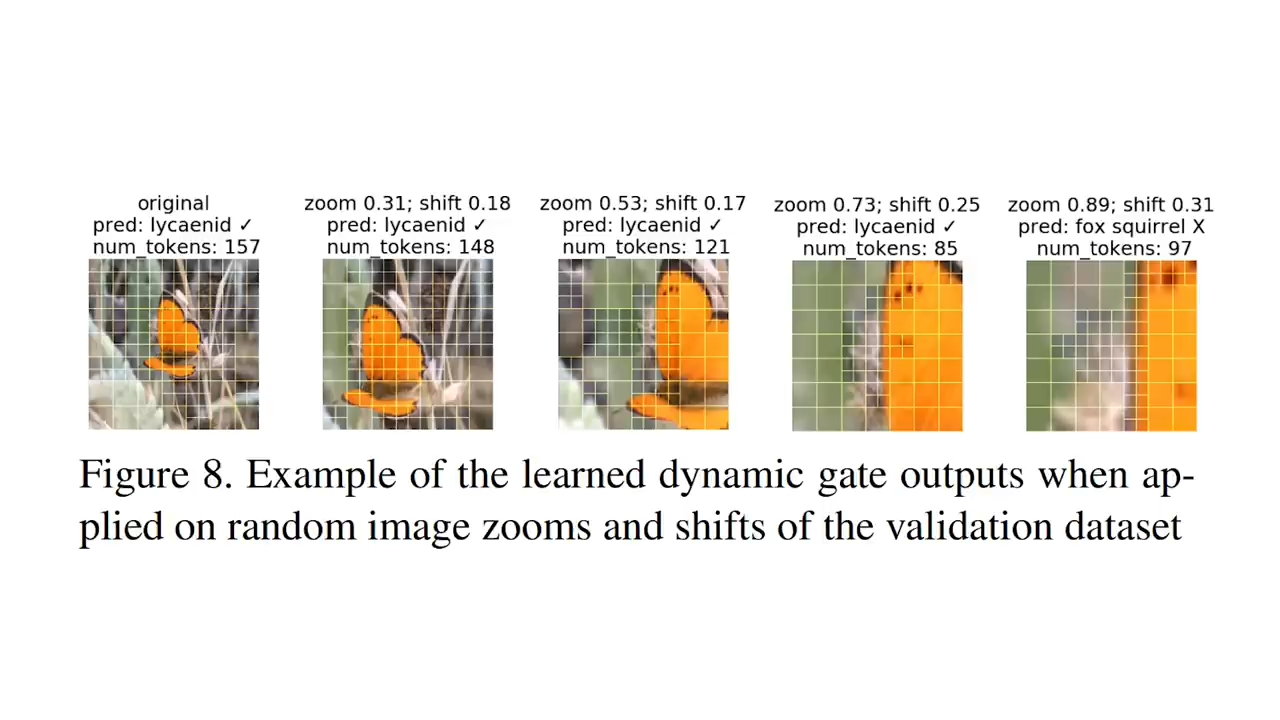 original
pred: lycaenid ✓
num_tokens: 157
zoom 0.31; shift 0.18
pred: lycaenid ✓
num_tokens: 148
zoom 0.53; shift 0.17
pred: lycaenid ✓
num_tokens: 121
zoom 0.73; shift 0.25
pred: lycaenid ✓
num_tokens: 85
zoom 0.89; shift 0.31
pred: fox squirrel X
num_tokens: 97
Figure 8. Example of the learned dynamic gate outputs when ap-
plied on random image zooms and shifts of the validation dataset